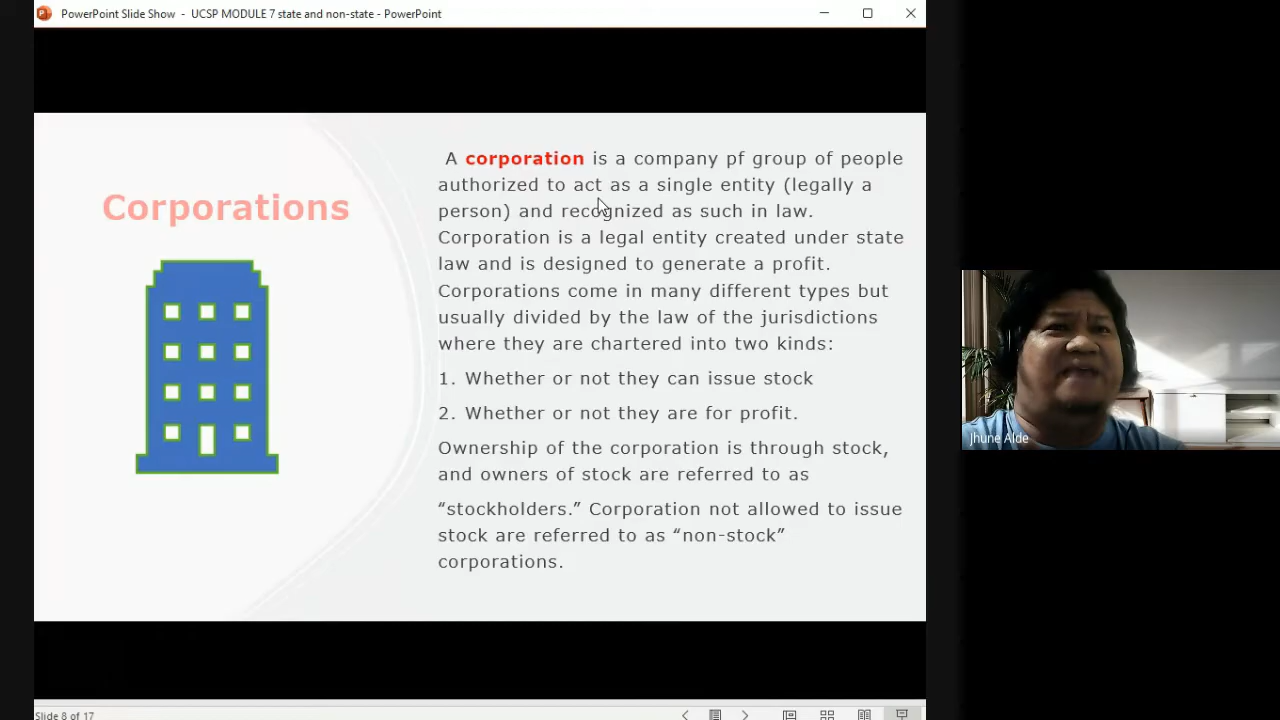 PowerPoint Slide Show - UCSP MODULE 7 state and non-state - PowerPoint
Corporations
A corporation is a company pf group of people
authorized to act as a single entity (legally a
person) and recognized as such in law.
Corporation is a legal entity created under state
law and is designed to generate a profit.
Corporations come in many different types but
usually divided by the law of the jurisdictions
where they are chartered into two kinds:
1. Whether or not they can issue stock
2. Whether or not they are for profit.
Ownership of the corporation is through stock,
and owners of stock are referred to as
“stockholders.” Corporation not allowed to issue
stock are referred to as “non-stock”
corporations.
Jhune Alde
Slide 8 of 17